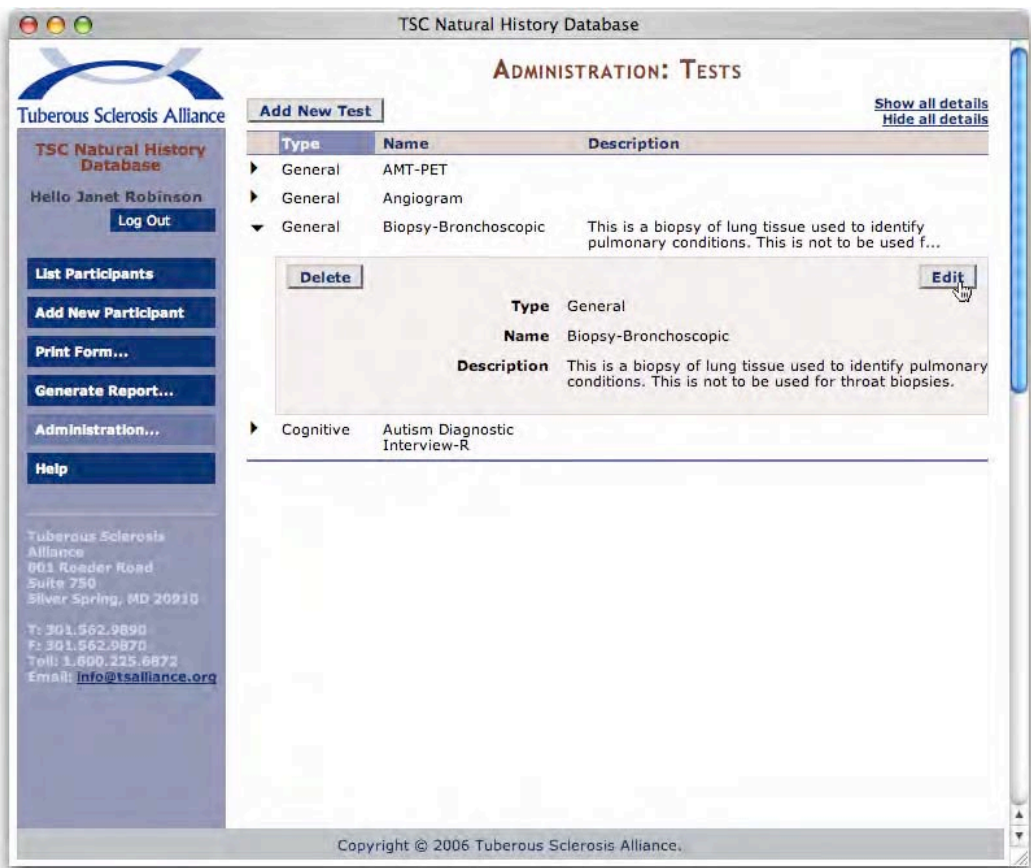 TSC Natural History Database
Tuberous Sclerosis Alliance
TSC Natural History
Database
Hello Janet Robinson
Log Out
List Participants
Add New Participant
Print Form...
Generate Report...
Administration...
Help
Tuberous Sclerosis
Alliance
801 Roeder Road
Suite 750
Silver Spring, MD 20910
T: 301.562.9890
F: 301.562.9870
Toll: 1.800.225.6872
Email: info@tsalliance.org
ADMINISTRATION: TESTS
Add New Test
Show all details
Hide all details
Type Name Description
General AMT-PET
General Angiogram
General Biopsy-Bronchoscopic This is a biopsy of lung tissue used to identify
pulmonary conditions. This is not to be used f...
Delete Edit
Type General
Name Biopsy-Bronchoscopic
Description This is a biopsy of lung tissue used to identify pulmonary
conditions. This is not to be used for throat biopsies.
Cognitive Autism Diagnostic
Interview-R
Copyright © 2006 Tuberous Sclerosis Alliance.